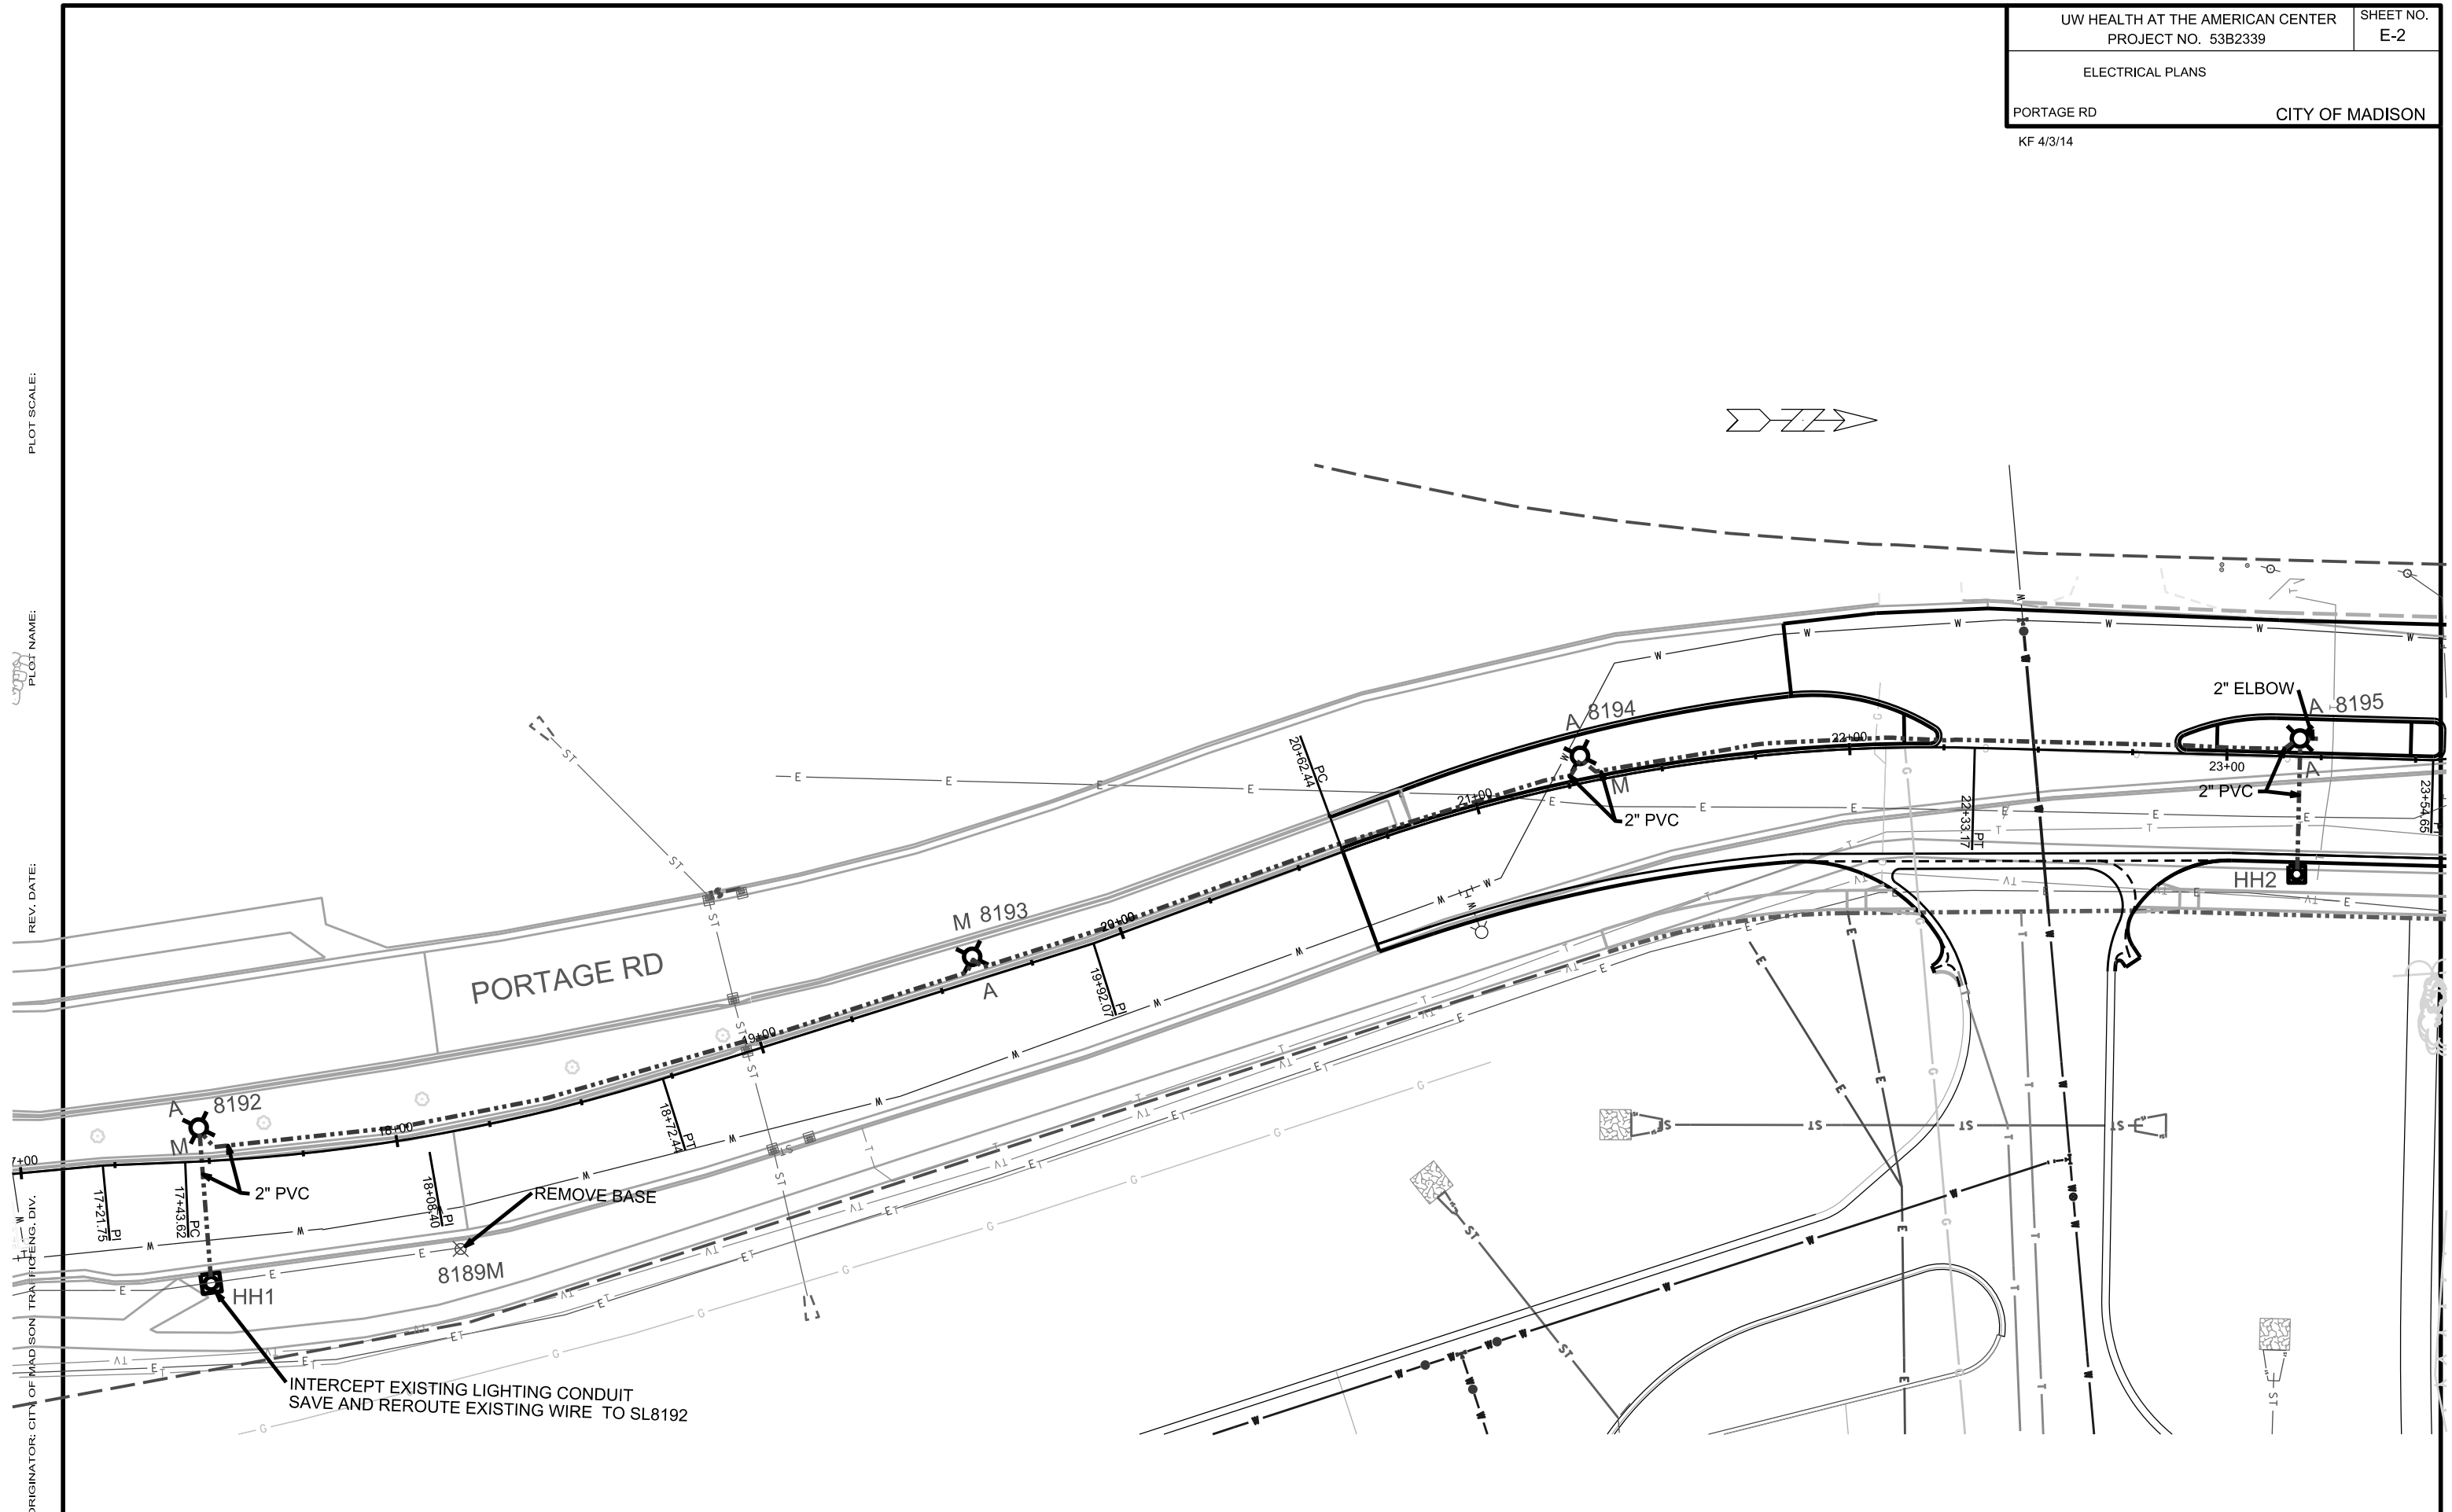 UW HEALTH AT THE AMERICAN CENTER
PROJECT NO. 53B2339
SHEET NO.
E-2
ELECTRICAL PLANS
PORTAGE RD
CITY OF MADISON
KF 4/3/14
PLOT SCALE:
PLOT NAME:
REV. DATE:
ORIGINATOR: CITY OF MADISON TRAFFIC ENG. DIV.
PORTAGE RD
A 8192
M
2" PVC
HH1
INTERCEPT EXISTING LIGHTING CONDUIT
SAVE AND REROUTE EXISTING WIRE TO SL8192
8189M
REMOVE BASE
M 8193
A
A 8194
M
2" PVC
2" ELBOW
A 8195
A
2" PVC
HH2
7+00
17+21.75
PI
17+43.62
PC
18+00
18+08.40
PI
18+72.44
PT
19+00
19+92.07
PI
20+00
20+62.44
PC
21+00
22+00
22+33.17
PT
23+00
23+54.65
PI